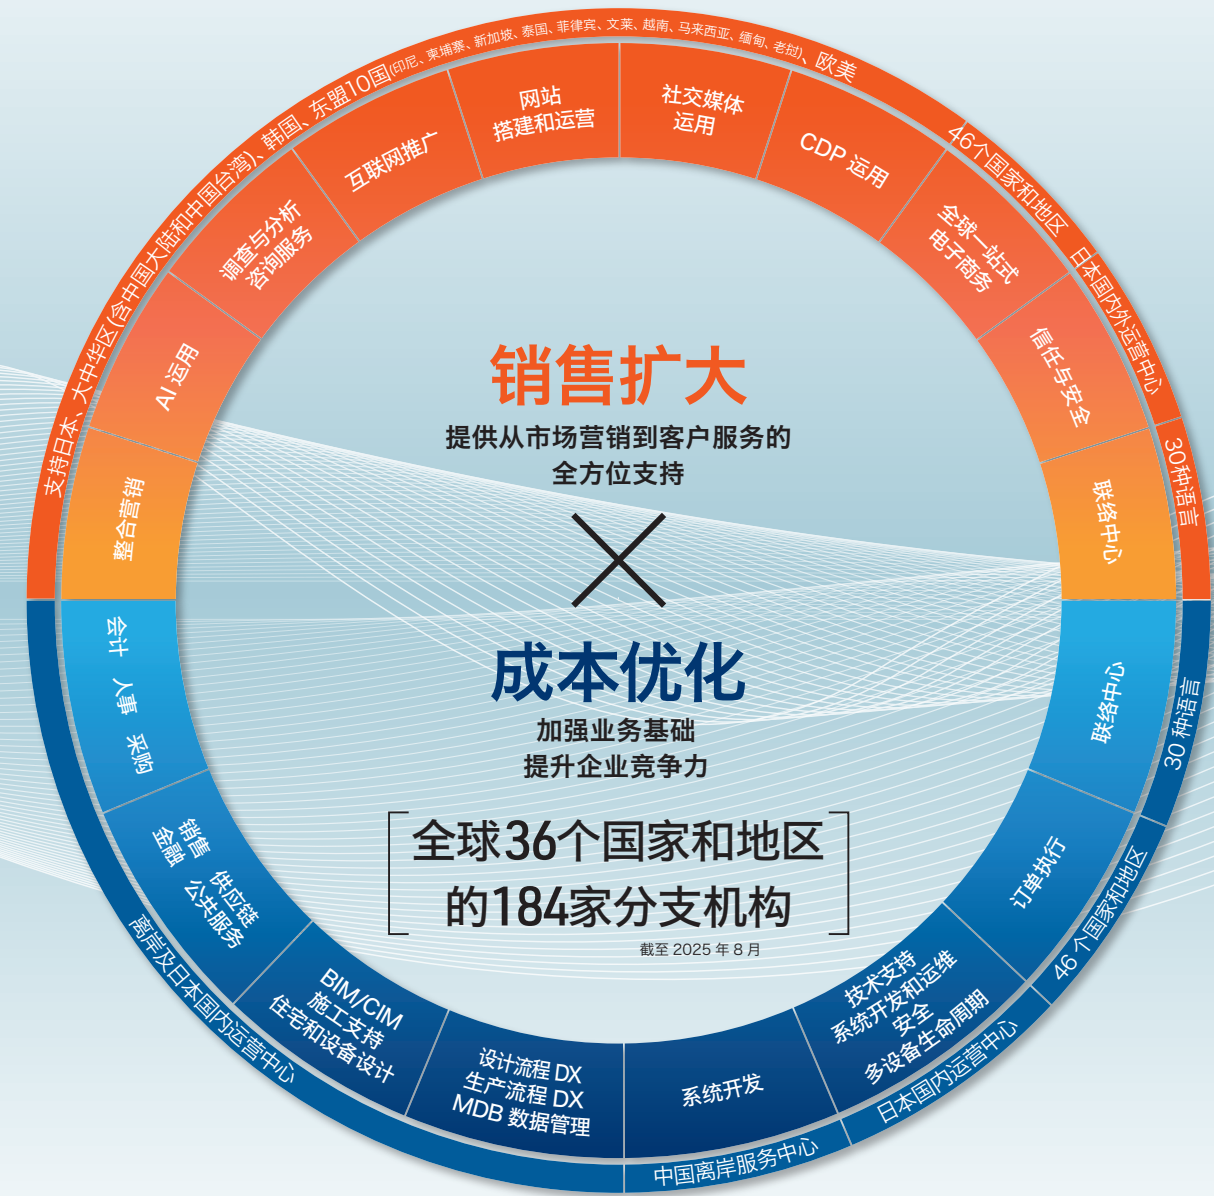 支持日本、大中华区(含中国大陆和中国台湾)、韩国、东盟10国(印尼、柬埔寨、新加坡、泰国、菲律宾、文莱、越南、马来西亚、缅甸、老挝)、欧美
46个国家和地区
日本国内外运营中心
30种语言
整合营销
AI 运用
调查与分析
咨询服务
互联网推广
网站
搭建和运营
社交媒体
运用
CDP 运用
全球一站式
电子商务
信任与安全
联络中心
销售扩大
提供从市场营销到客户服务的
全方位支持
成本优化
加强业务基础
提升企业竞争力
全球36个国家和地区
的184家分支机构
截至 2025 年 8 月
会计 人事 采购
销售 供应链
金融 公共服务
BIM/CIM
施工支持
住宅和设备设计
设计流程 DX
生产流程 DX
MDB 数据管理
系统开发
技术支持
系统开发和运维
安全
多设备生命周期
订单执行
联络中心
离岸及日本国内运营中心
中国离岸服务中心
日本国内运营中心
46 个国家和地区
30 种语言